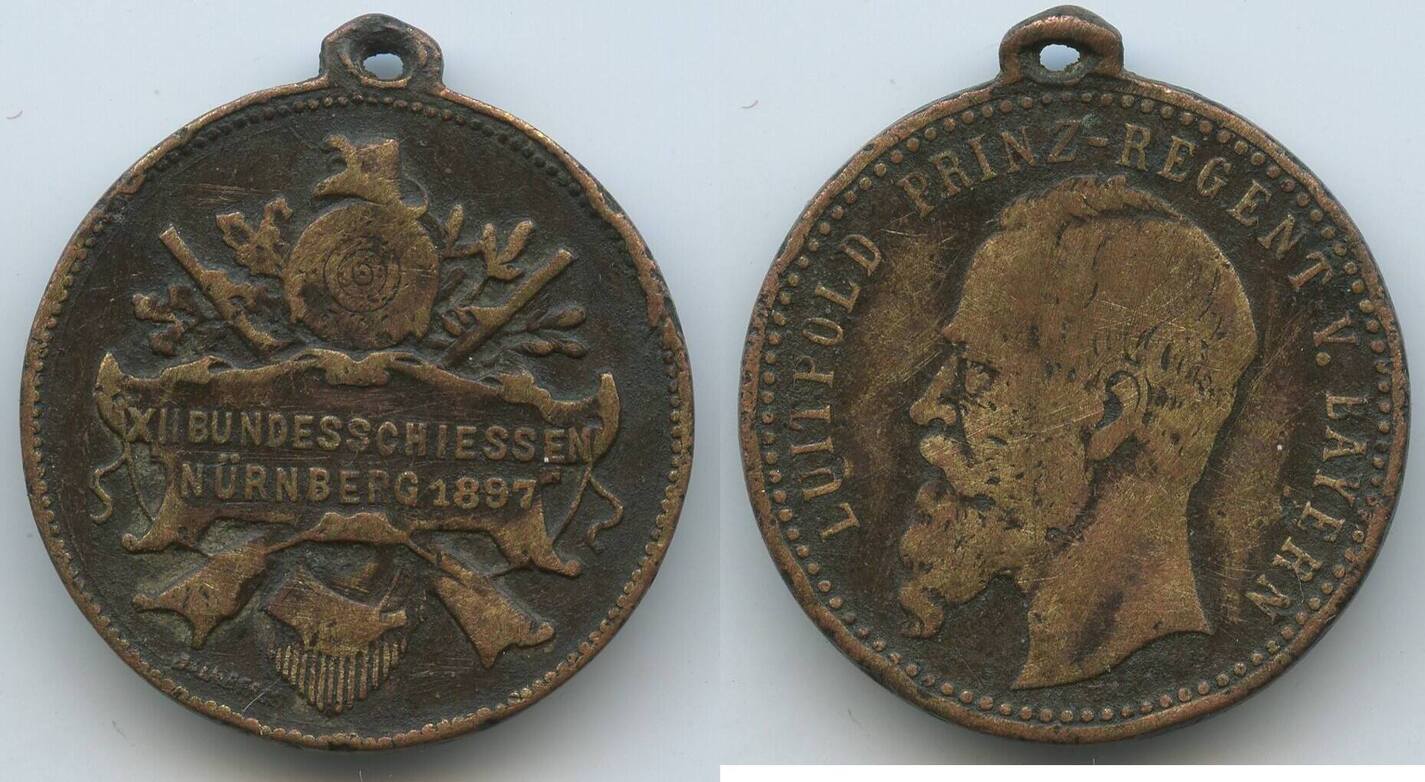 XII BUNDESSCHIESSEN
NÜRNBERG 1897
LUITPOLD PRINZ-REGENT V. BAYERN